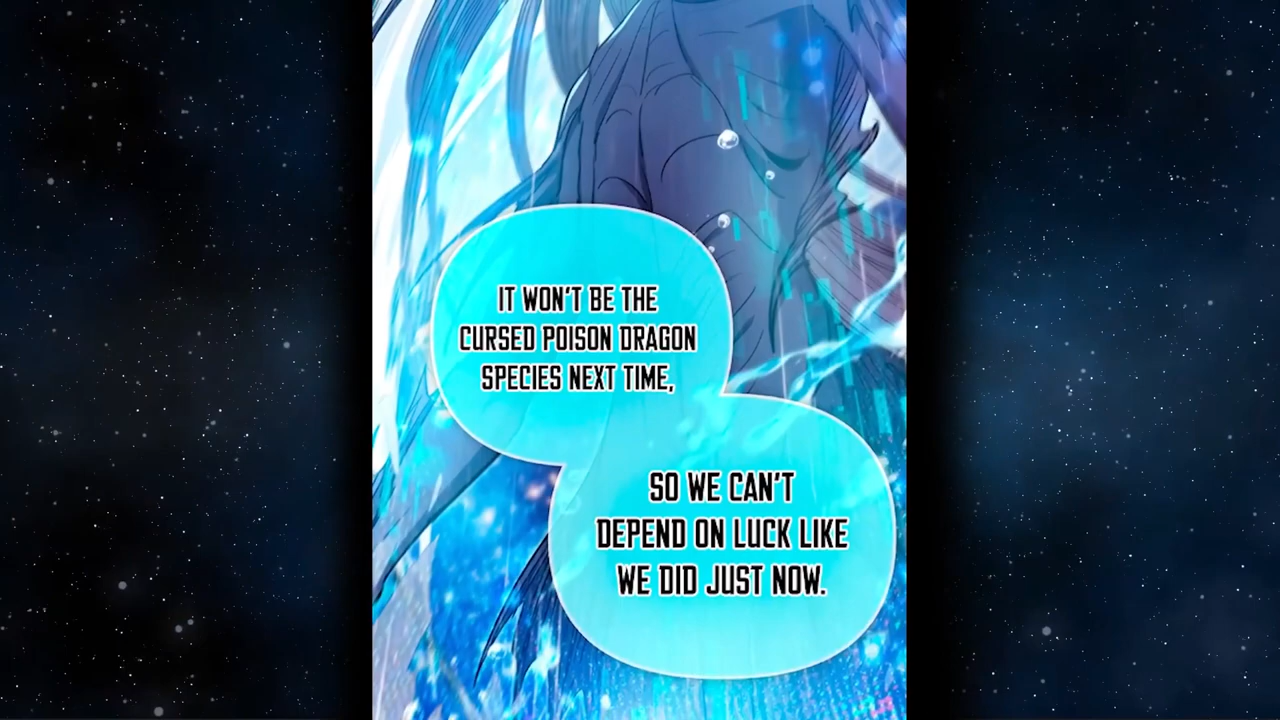 IT WON'T BE THE
CURSED POISON DRAGON
SPECIES NEXT TIME,
SO WE CAN'T
DEPEND ON LUCK LIKE
WE DID JUST NOW.